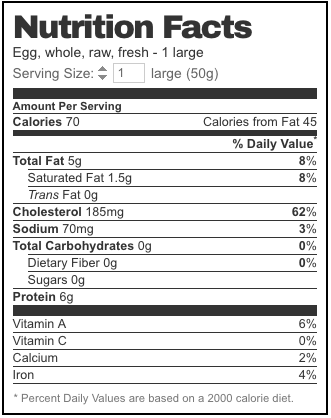 Nutrition Facts
Egg, whole, raw, fresh - 1 large
Serving Size: 1 large (50g)
Amount Per Serving
Calories 70 Calories from Fat 45
% Daily Value*
Total Fat 5g 8%
Saturated Fat 1.5g 8%
Trans Fat 0g
Cholesterol 185mg 62%
Sodium 70mg 3%
Total Carbohydrates 0g 0%
Dietary Fiber 0g 0%
Sugars 0g
Protein 6g
Vitamin A 6%
Vitamin C 0%
Calcium 2%
Iron 4%
* Percent Daily Values are based on a 2000 calorie diet.